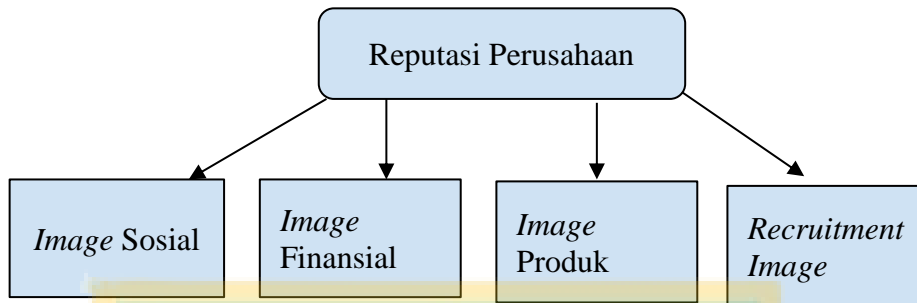 Reputasi Perusahaan
Image Sosial
Image
Finansial
Image
Produk
Recruitment
Image